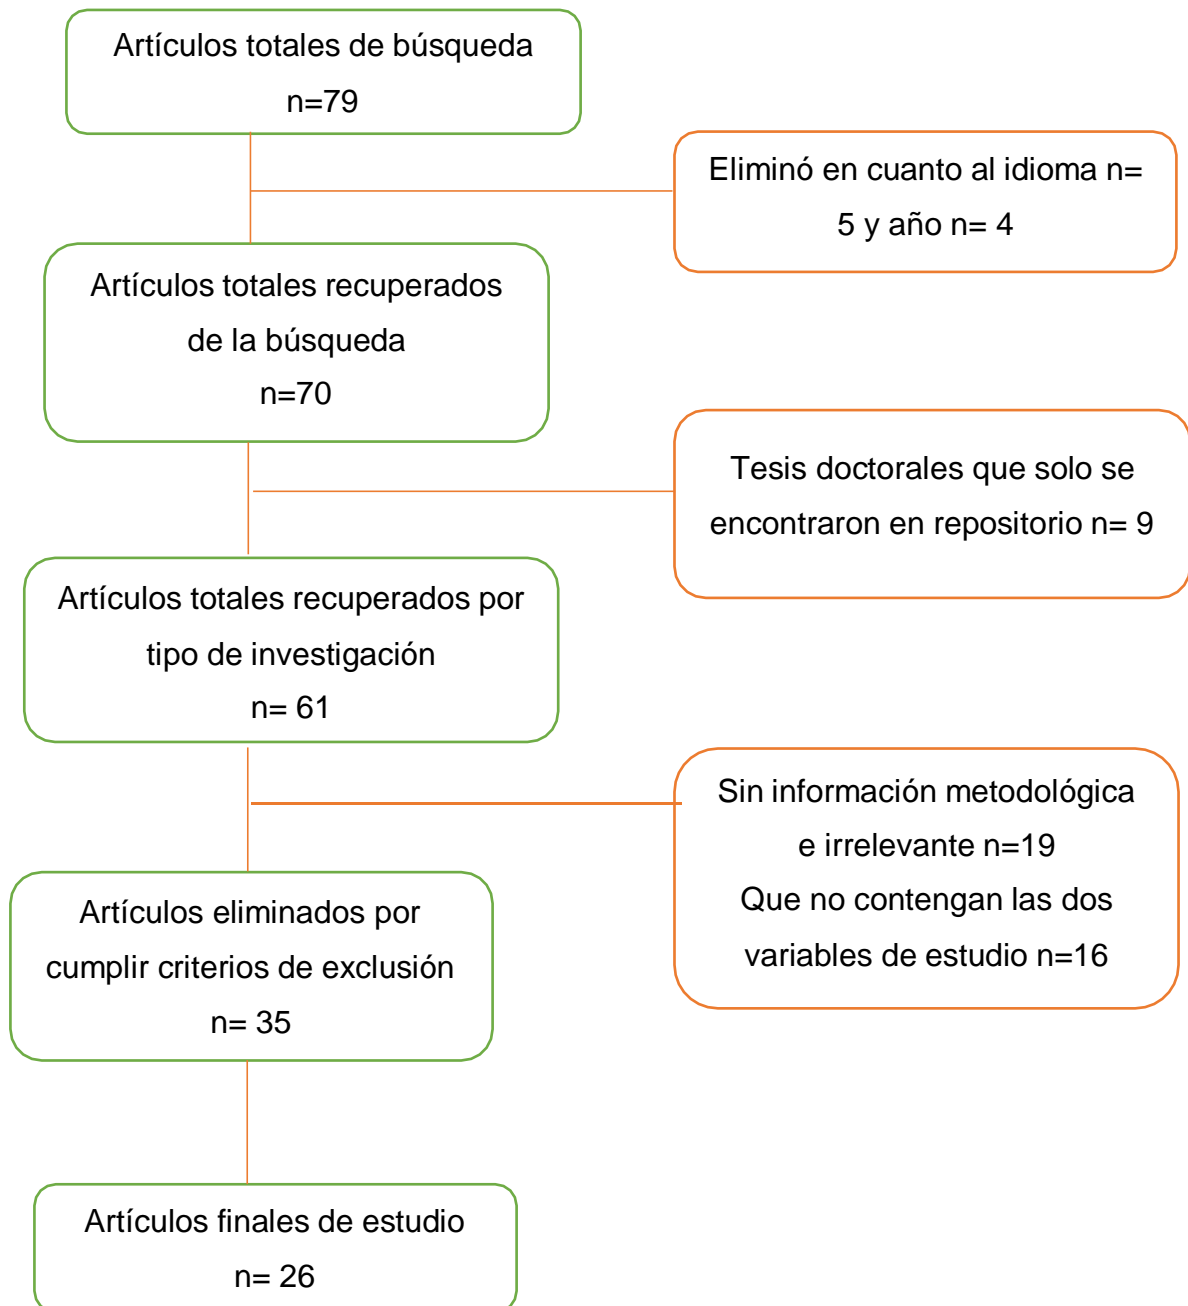 Artículos totales de búsqueda
n=79
Eliminó en cuanto al idioma n=
5 y año n= 4
Artículos totales recuperados
de la búsqueda
n=70
Tesis doctorales que solo se
encontraron en repositorio n= 9
Artículos totales recuperados por
tipo de investigación
n= 61
Sin información metodológica
e irrelevante n=19
Que no contengan las dos
variables de estudio n=16
Artículos eliminados por
cumplir criterios de exclusión
n= 35
Artículos finales de estudio
n= 26